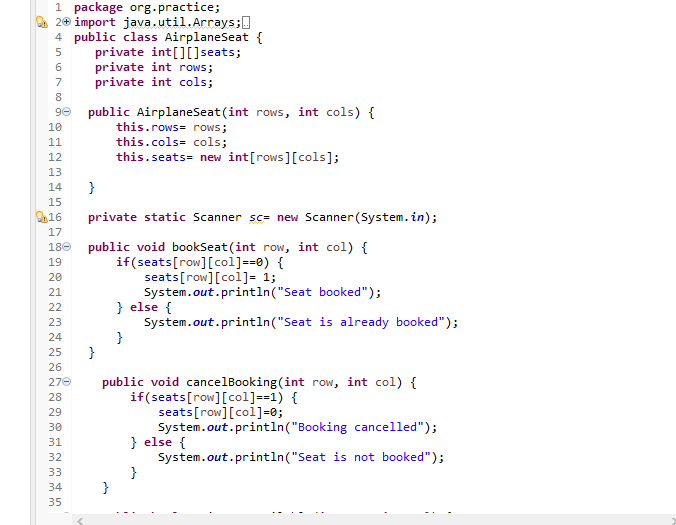 1 package org.practice;
2 import java.util.Arrays;
4 public class AirplaneSeat {
5 private int[][]seats;
6 private int rows;
7 private int cols;
8
9 public AirplaneSeat(int rows, int cols) {
10 this.rows= rows;
11 this.cols= cols;
12 this.seats= new int[rows][cols];
13
14 }
15
16 private static Scanner sc= new Scanner(System.in);
17
18 public void bookSeat(int row, int col) {
19 if(seats[row][col]==0) {
20 seats[row][col]= 1;
21 System.out.println("Seat booked");
22 } else {
23 System.out.println("Seat is already booked");
24 }
25 }
26
27 public void cancelBooking(int row, int col) {
28 if(seats[row][col]==1) {
29 seats[row][col]=0;
30 System.out.println("Booking cancelled");
31 } else {
32 System.out.println("Seat is not booked");
33 }
34 }
35